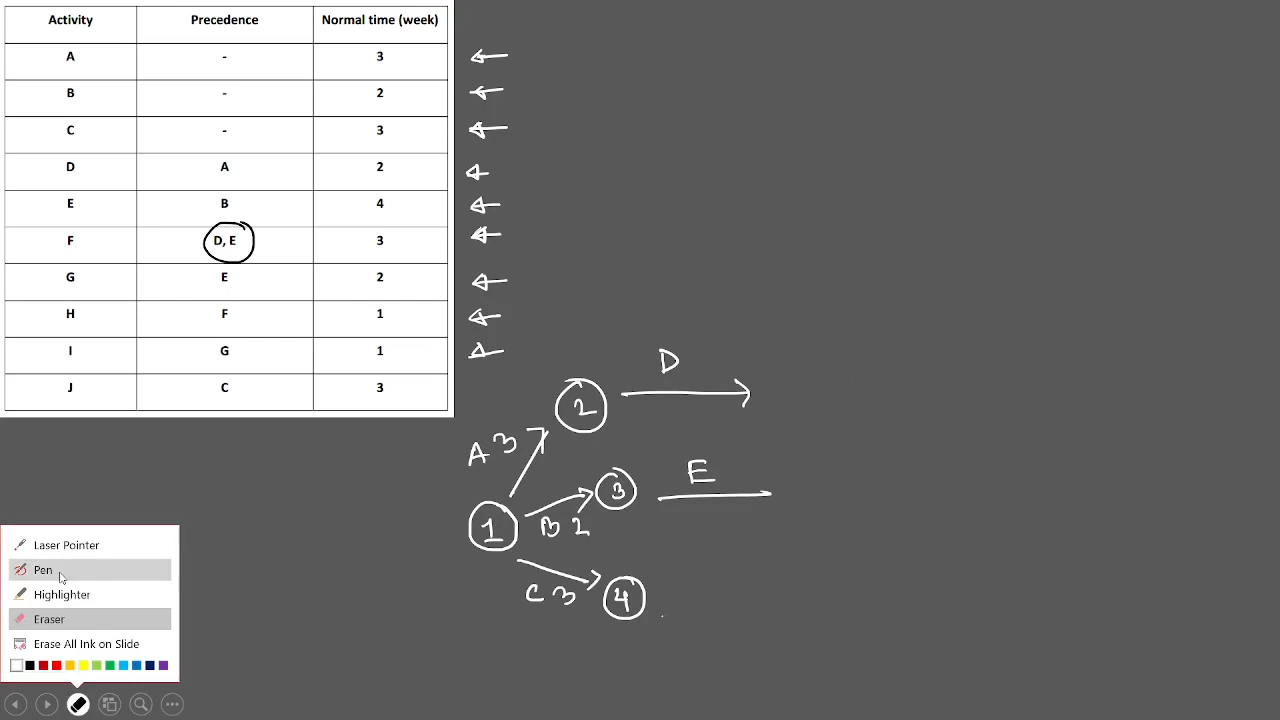 Activity Precedence Normal time (week)
A - 3
B - 2
C - 3
D A 2
E B 4
F D, E 3
G E 2
H F 1
I G 1
J C 3
D
2
A 3
E
3
1
B 2
C 3
4
Laser Pointer
Pen
Highlighter
Eraser
Erase All Ink on Slide